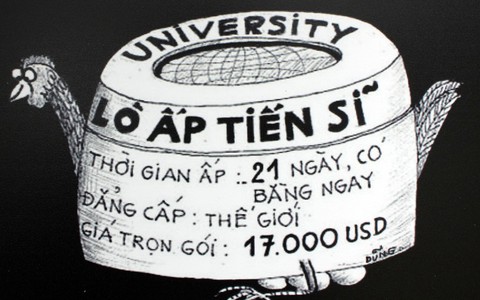 UNIVERSITY
LÒ ẤP TIẾN SĨ
THỜI GIAN ẤP : 21 NGÀY, CÓ
BẰNG NGAY
ĐẲNG CẤP : THẾ GIỚI
GIÁ TRỌN GÓI : 17.000 USD
DŨNG